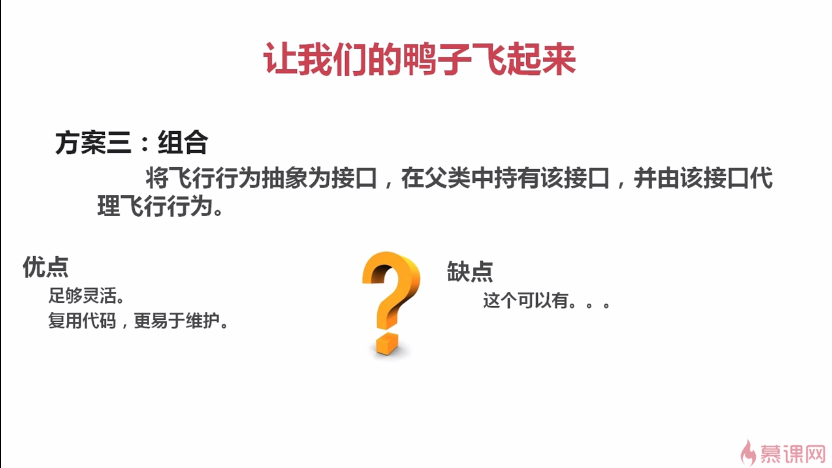 让我们的鸭子飞起来
方案三：组合
将飞行行为抽象为接口，在父类中持有该接口，并由该接口代
理飞行行为。
优点
足够灵活。
复用代码，更易于维护。
缺点
这个可以有。。。
慕课网